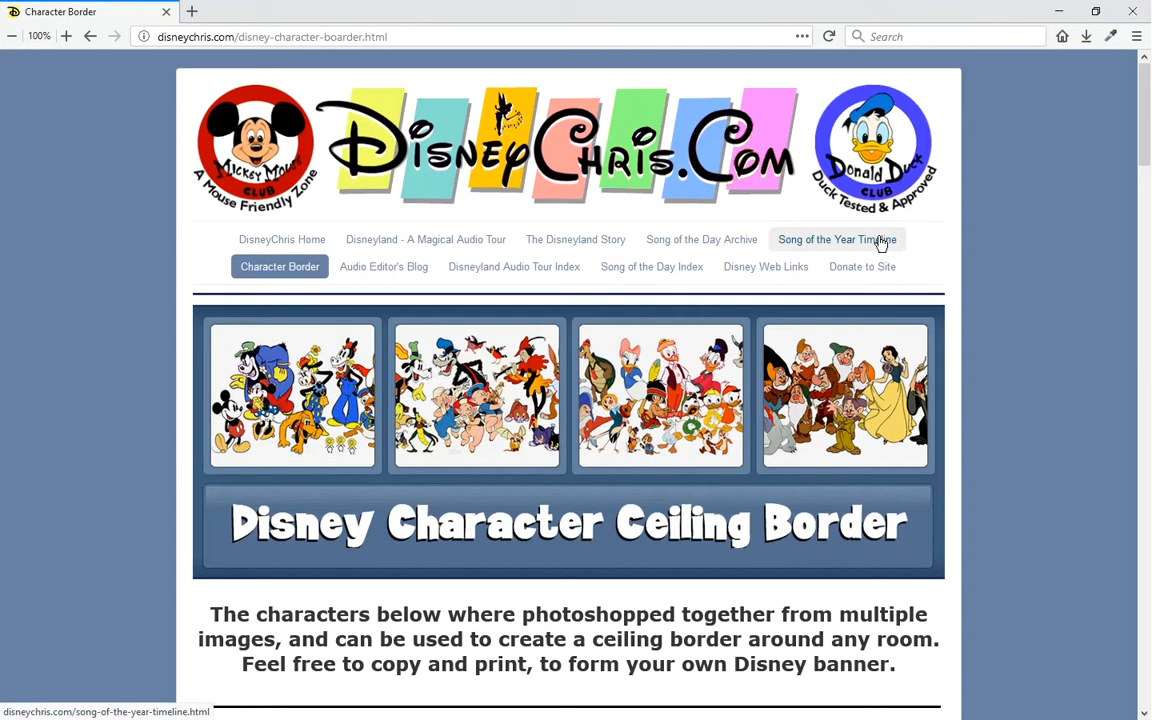 Character Border
100%
disneychris.com/disney-character-boarder.html
Search
MICKEY MOUSE
CLUB
A MOUSE FRIENDLY ZONE
DISNEYCHRIS.COM
DONALD DUCK
CLUB
DUCK TESTED & APPROVED
DisneyChris Home Disneyland - A Magical Audio Tour The Disneyland Story Song of the Day Archive Song of the Year Timeline
Character Border Audio Editor's Blog Disneyland Audio Tour Index Song of the Day Index Disney Web Links Donate to Site
Disney Character Ceiling Border
The characters below where photoshopped together from multiple
images, and can be used to create a ceiling border around any room.
Feel free to copy and print, to form your own Disney banner.
disneychris.com/song-of-the-year-timeline.html